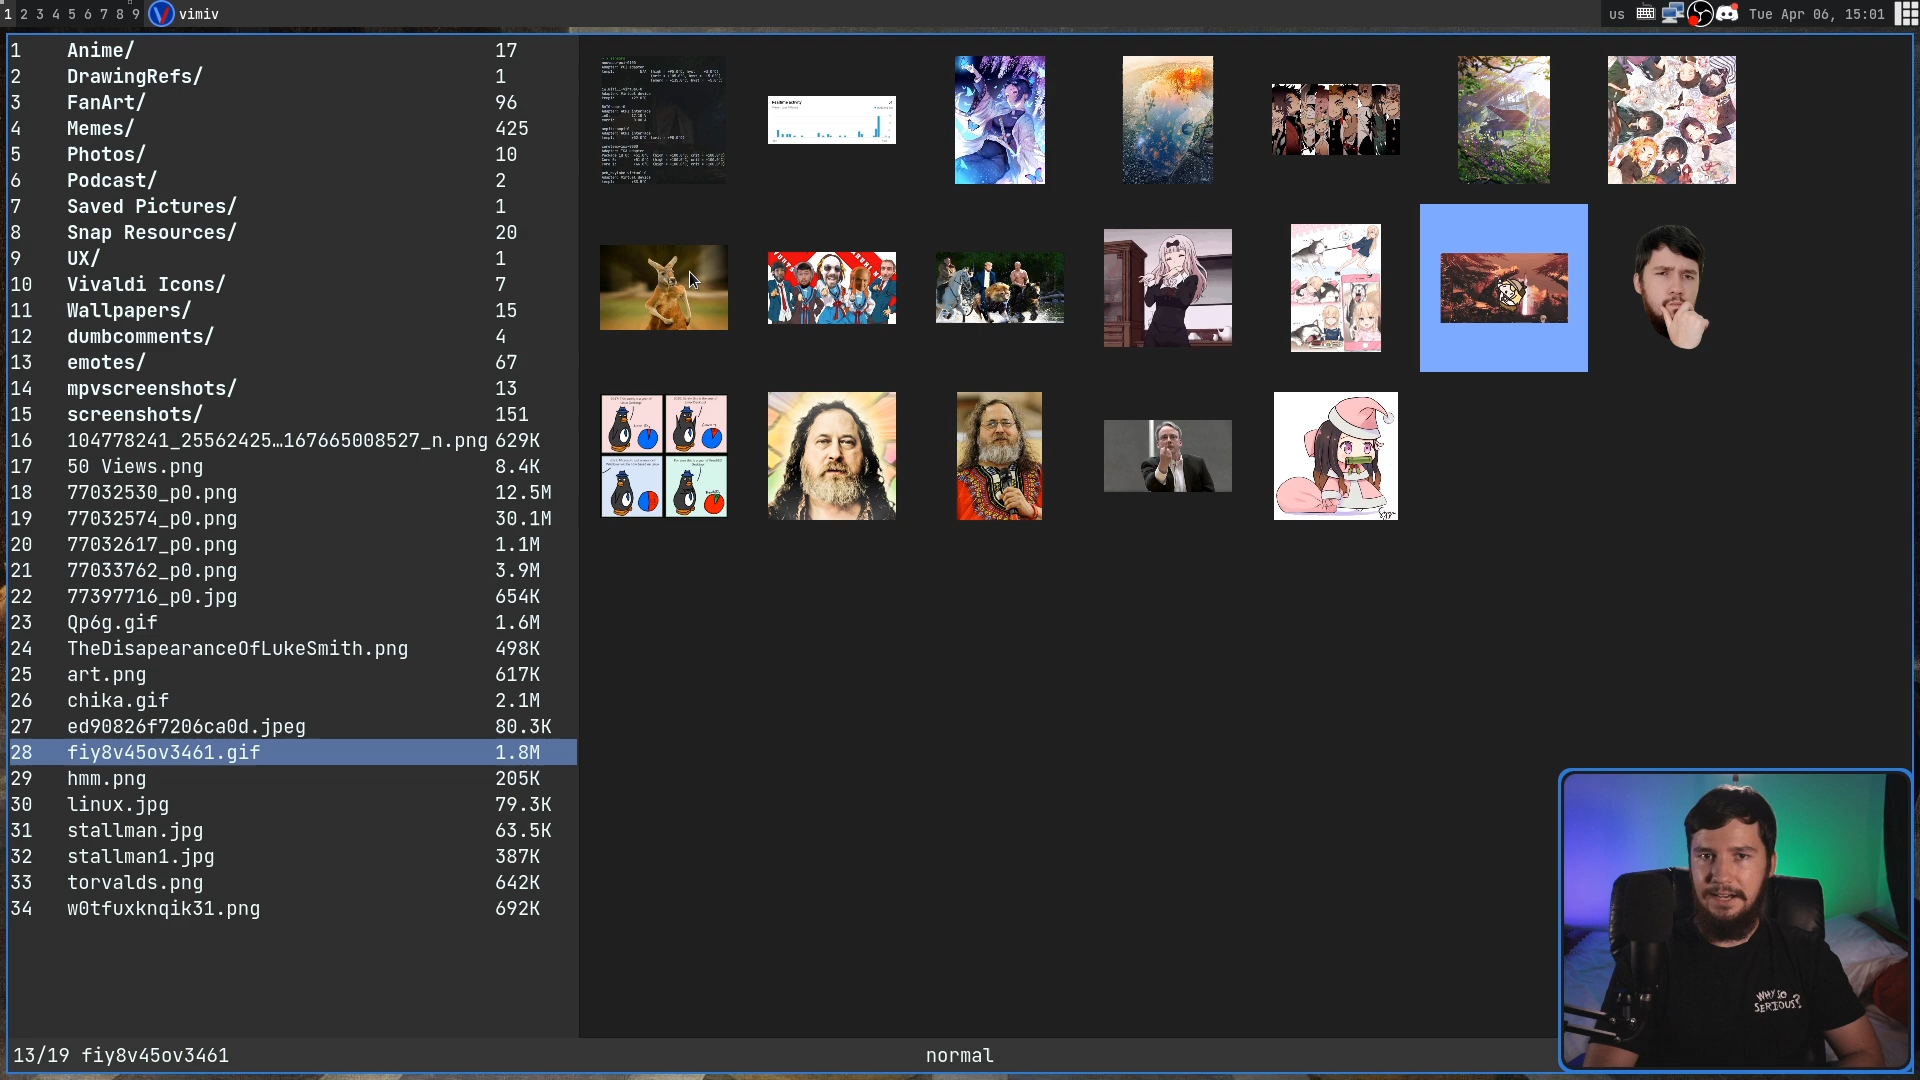 1 2 3 4 5 6 7 8 9 vimiv us Tue Apr 06, 15:01
1 Anime/ 17
2 DrawingRefs/ 1
3 FanArt/ 96
4 Memes/ 425
5 Photos/ 10
6 Podcast/ 2
7 Saved Pictures/ 1
8 Snap Resources/ 20
9 UX/ 1
10 Vivaldi Icons/ 7
11 Wallpapers/ 15
12 dumbcomments/ 4
13 emotes/ 67
14 mpvscreenshots/ 13
15 screenshots/ 151
16 104778241_25562425…167665008527_n.png 629K
17 50 Views.png 8.4K
18 77032530_p0.png 12.5M
19 77032574_p0.png 30.1M
20 77032617_p0.png 1.1M
21 77033762_p0.png 3.9M
22 77397716_p0.jpg 654K
23 Qp6g.gif 1.6M
24 TheDisapearanceOfLukeSmith.png 498K
25 art.png 617K
26 chika.gif 2.1M
27 ed90826f7206ca0d.jpeg 80.3K
28 fiy8v45ov3461.gif 1.8M
29 hmm.png 205K
30 linux.jpg 79.3K
31 stallman.jpg 63.5K
32 stallman1.jpg 387K
33 torvalds.png 642K
34 w0tfuxknqik31.png 692K
Realtime activity
WHY SO
SERIOUS?
13/19 fiy8v45ov3461 normal